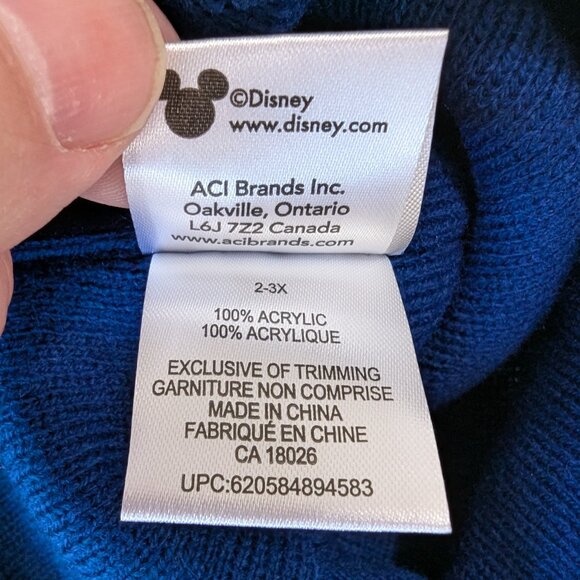 ©Disney
www.disney.com
ACI Brands Inc.
Oakville, Ontario
L6J 7Z2 Canada
www.acibrands.com
2-3X
100% ACRYLIC
100% ACRYLIQUE
EXCLUSIVE OF TRIMMING
GARNITURE NON COMPRISE
MADE IN CHINA
FABRIQUÉ EN CHINE
CA 18026
UPC:620584894583